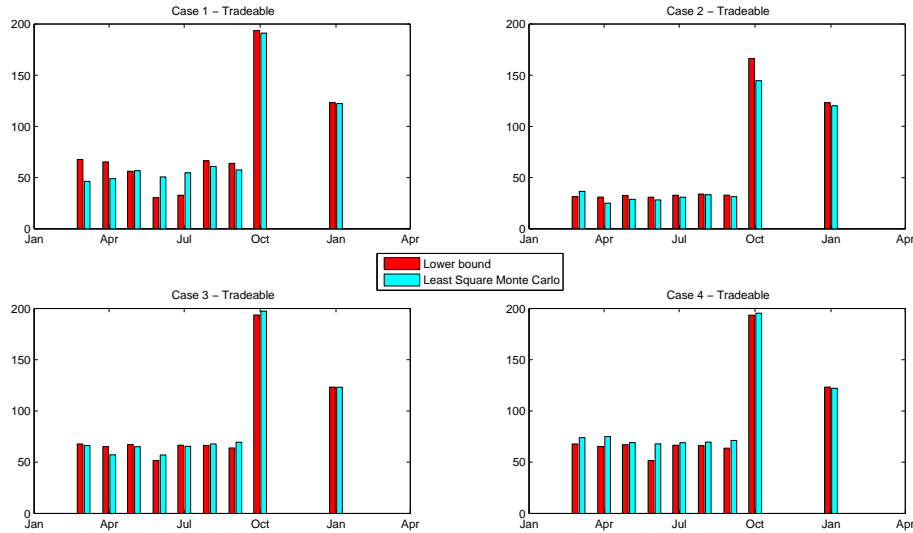 Case 1 – Tradeable
200
150
100
50
0
Jan Apr Jul Oct Jan Apr
Case 2 – Tradeable
200
150
100
50
0
Jan Apr Jul Oct Jan Apr
Lower bound
Least Square Monte Carlo
Case 3 – Tradeable
200
150
100
50
0
Jan Apr Jul Oct Jan Apr
Case 4 – Tradeable
200
150
100
50
0
Jan Apr Jul Oct Jan Apr